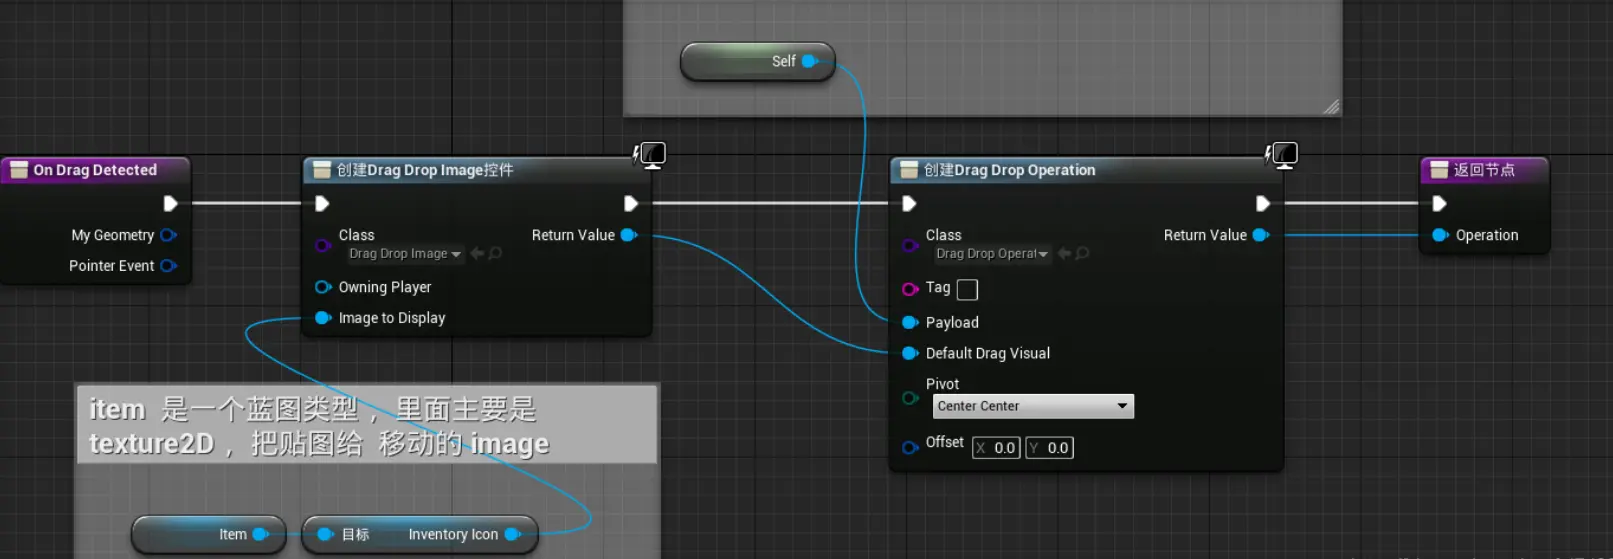 Self
On Drag Detected
My Geometry
Pointer Event
创建Drag Drop Image控件
Class
Drag Drop Image
Return Value
Owning Player
Image to Display
创建Drag Drop Operation
Class
Drag Drop Operat
Return Value
Tag
Payload
Default Drag Visual
Pivot
Center Center
Offset X 0.0 Y 0.0
返回节点
Operation
item 是一个蓝图类型，里面主要是
texture2D，把贴图给 移动的 image
Item
目标 Inventory Icon